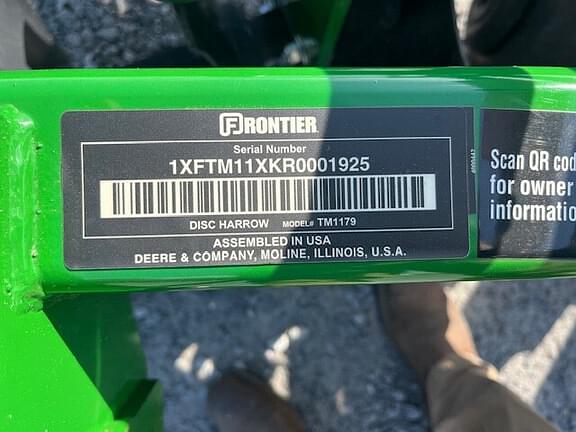 FRONTIER
Serial Number
1XFTM11XKR0001925
DISC HARROW MODEL# TM1179
ASSEMBLED IN USA
DEERE & COMPANY, MOLINE, ILLINOIS, U.S.A.
Scan QR cod
for owner
informatio